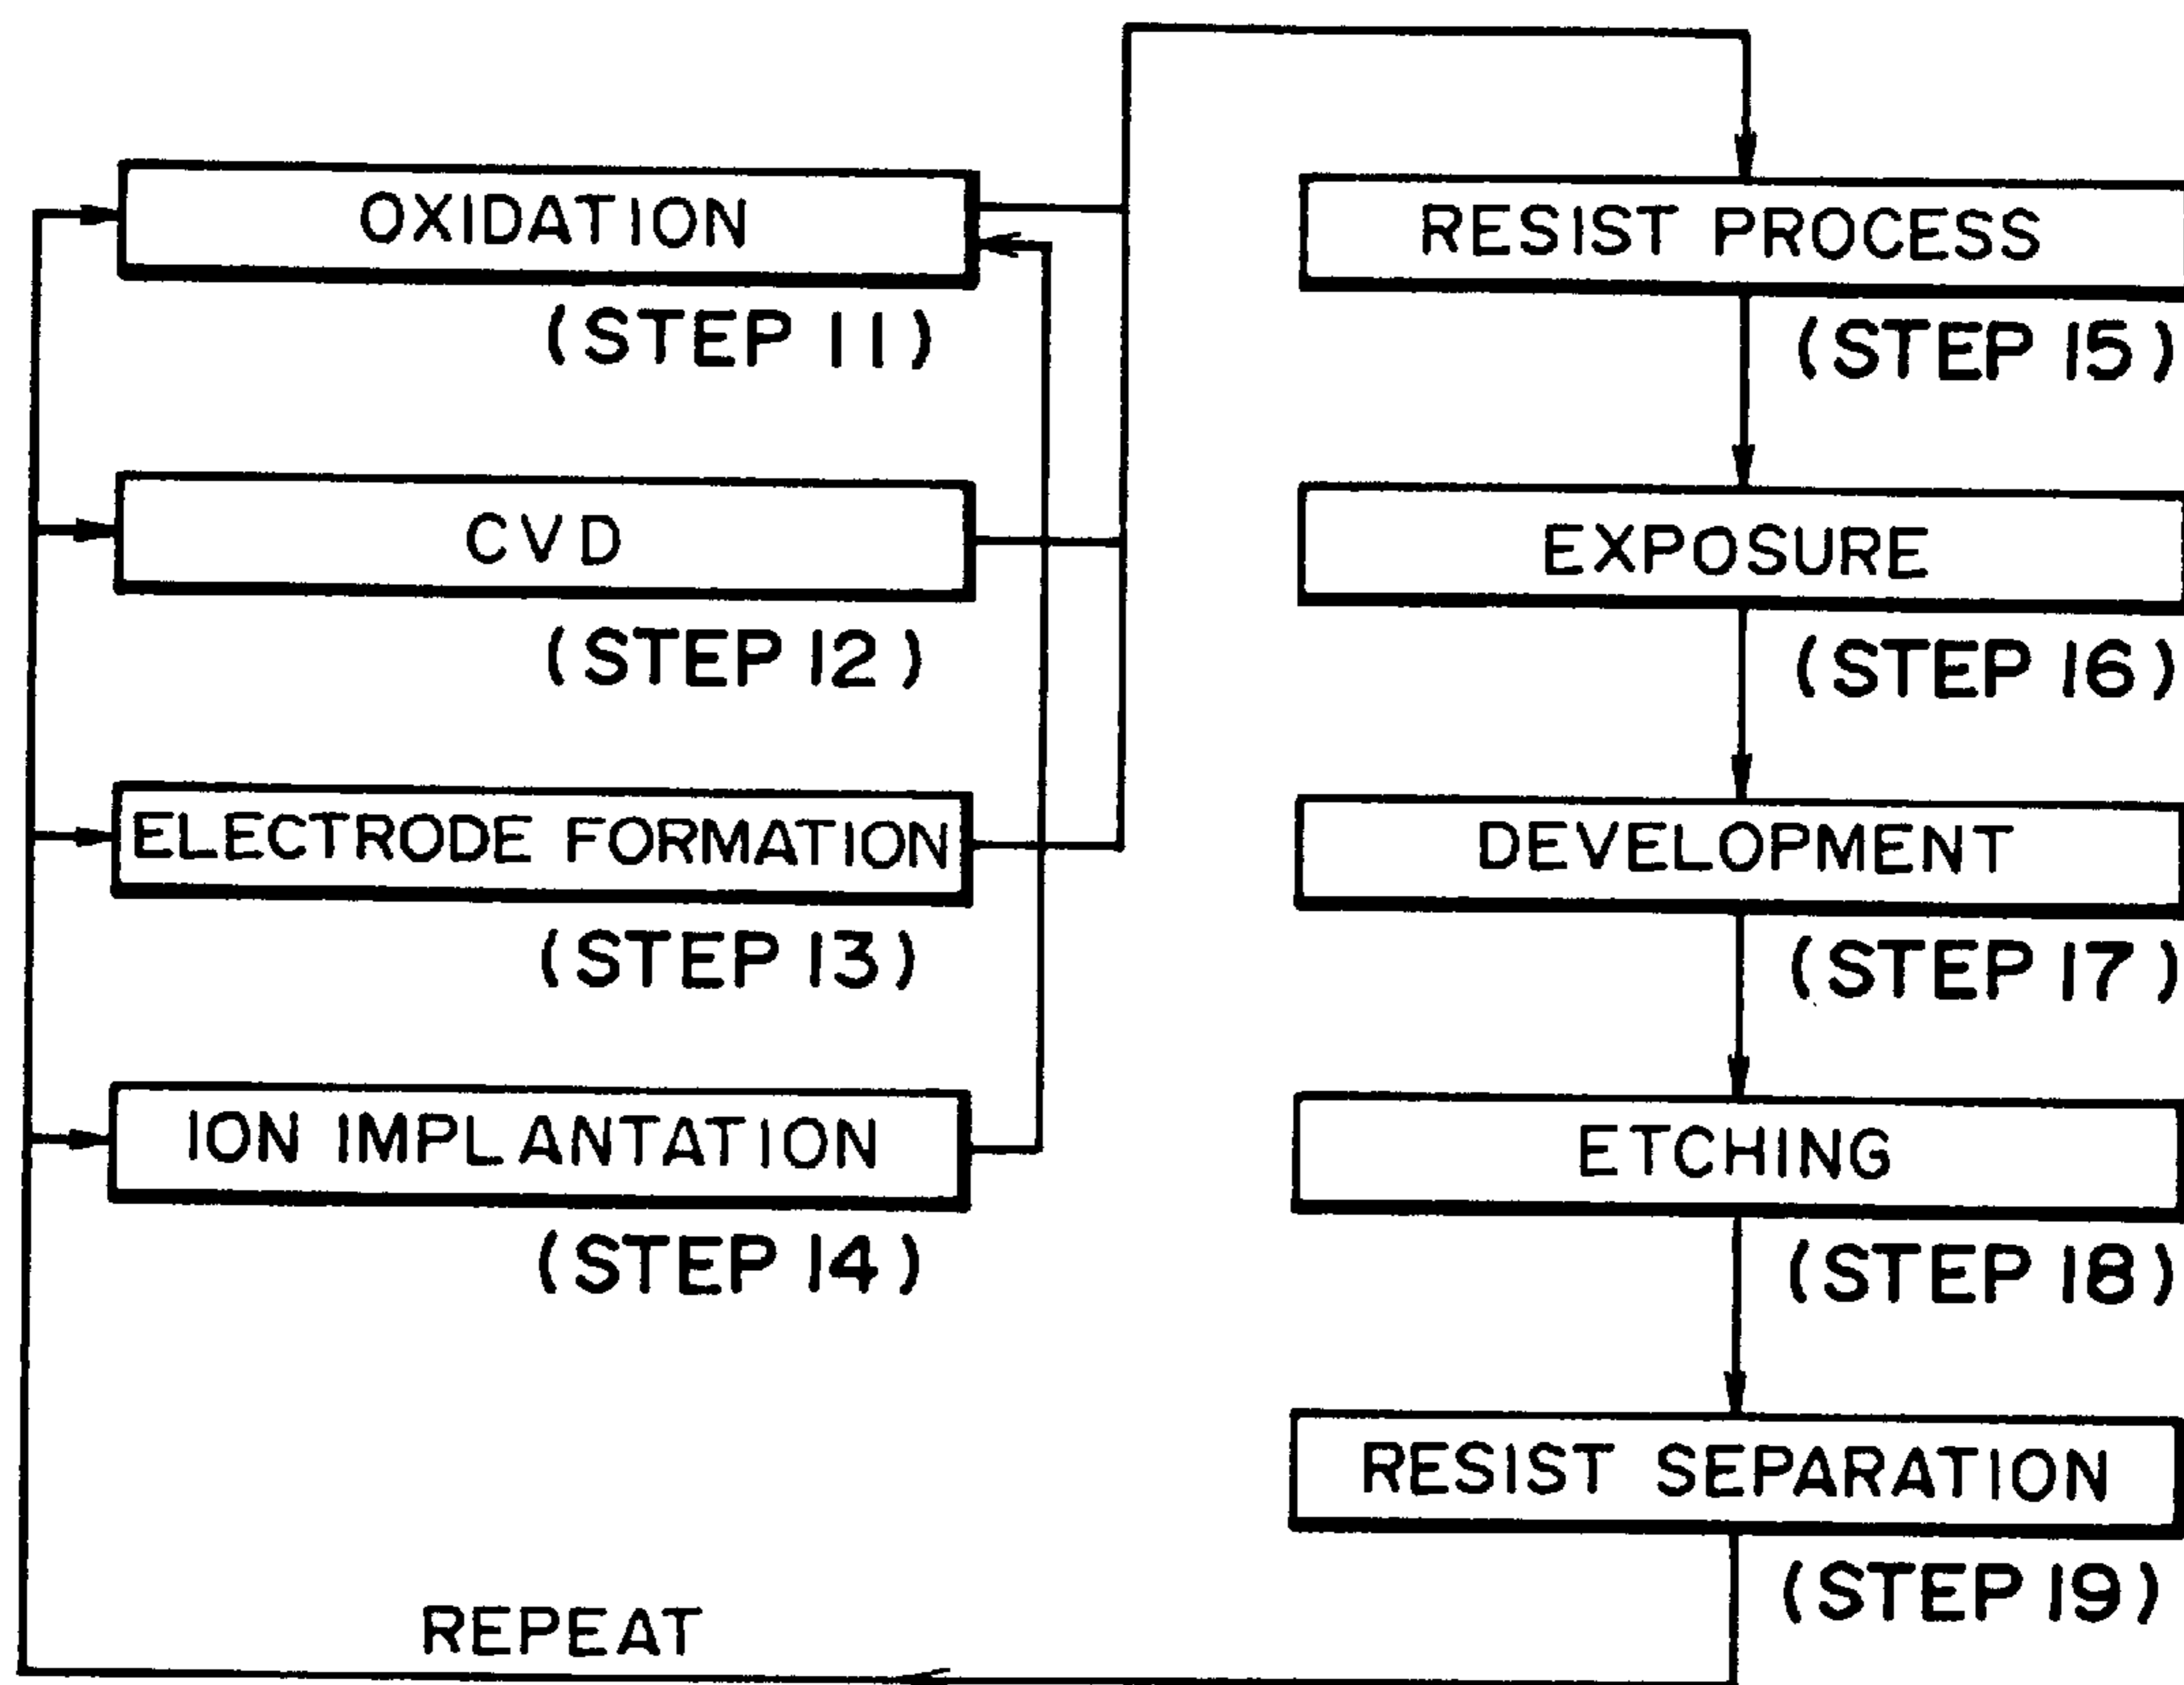 OXIDATION
(STEP 11)
CVD
(STEP 12)
ELECTRODE FORMATION
(STEP 13)
ION IMPLANTATION
(STEP 14)
RESIST PROCESS
(STEP 15)
EXPOSURE
(STEP 16)
DEVELOPMENT
(STEP 17)
ETCHING
(STEP 18)
RESIST SEPARATION
(STEP 19)
REPEAT